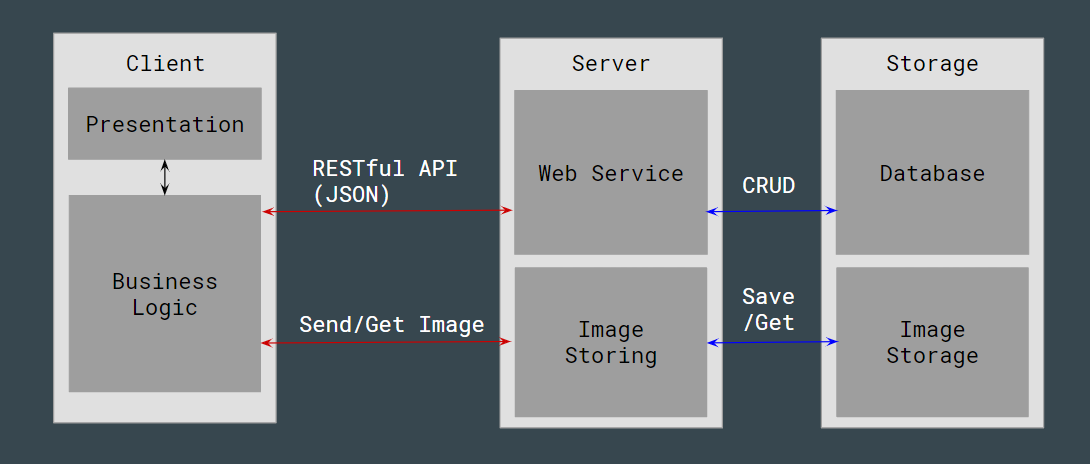 Client
Presentation
Business
Logic
RESTful API
(JSON)
Send/Get Image
Server
Web Service
Image
Storing
CRUD
Save
/Get
Storage
Database
Image
Storage